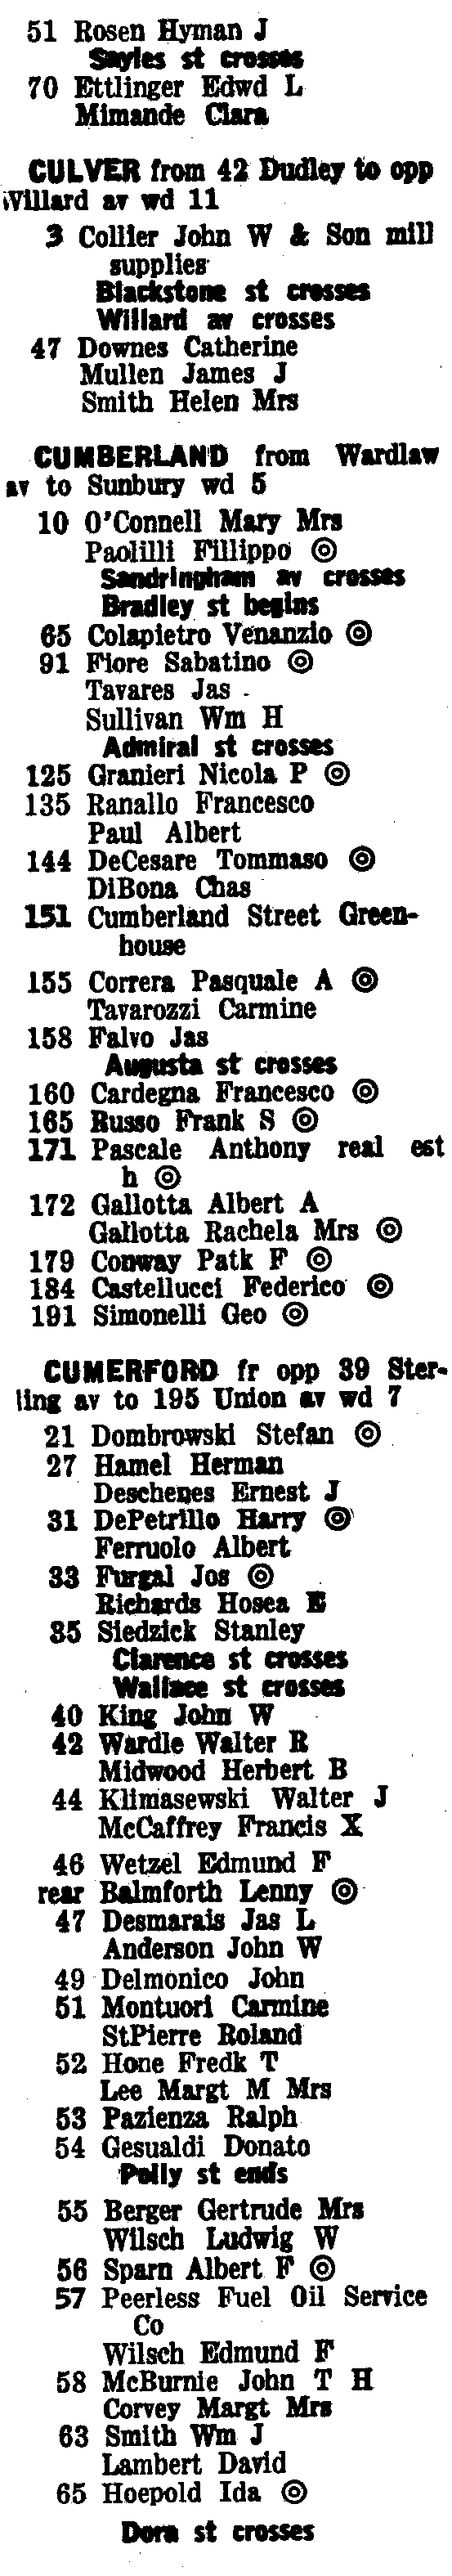 51 Rosen Hyman J
Sayles st crosses
70 Ettlinger Edwd L
Mimande Clara
CULVER from 42 Dudley to opp
Willard av wd 11
3 Collier John W & Son mill
supplies
Blackstone st crosses
Willard av crosses
47 Downes Catherine
Mullen James J
Smith Helen Mrs
CUMBERLAND from Wardlaw
av to Sunbury wd 5
10 O'Connell Mary Mrs
Paolilli Fillippo ◎
Sandringham av crosses
Bradley st begins
65 Colapietro Venanzio ◎
91 Fiore Sabatino ◎
Tavares Jas
Sullivan Wm H
Admiral st crosses
125 Granieri Nicola P ◎
135 Ranallo Francesco
Paul Albert
144 DeCesare Tommaso ◎
DiBona Chas
151 Cumberland Street Green-
house
155 Correra Pasquale A ◎
Tavarozzi Carmine
158 Falvo Jas
Augusta st crosses
160 Cardegna Francesco ◎
165 Russo Frank S ◎
171 Pascale Anthony real est
h ◎
172 Gallotta Albert A
Gallotta Rachela Mrs ◎
179 Conway Patk F ◎
184 Castellucci Federico ◎
191 Simonelli Geo ◎
CUMERFORD fr opp 39 Ster-
ling av to 195 Union av wd 7
21 Dombrowski Stefan ◎
27 Hamel Herman
Deschenes Ernest J
31 DePetrillo Harry ◎
Ferruolo Albert
33 Furgal Jos ◎
Richards Hosea E
35 Siedzick Stanley
Clarence st crosses
Wallace st crosses
40 King John W
42 Wardle Walter R
Midwood Herbert B
44 Klimasewski Walter J
McCaffrey Francis X
46 Wetzel Edmund F
rear Balmforth Lenny ◎
47 Desmarais Jas L
Anderson John W
49 Delmonico John
51 Montuori Carmine
StPierre Roland
52 Hone Fredk T
Lee Margt M Mrs
53 Pazienza Ralph
54 Gesualdi Donato
Polly st ends
55 Berger Gertrude Mrs
Wilsch Ludwig W
56 Sparn Albert F ◎
57 Peerless Fuel Oil Service
Co
Wilsch Edmund F
58 McBurnie John T H
Corvey Margt Mrs
63 Smith Wm J
Lambert David
65 Hoepold Ida ◎
Dora st crosses